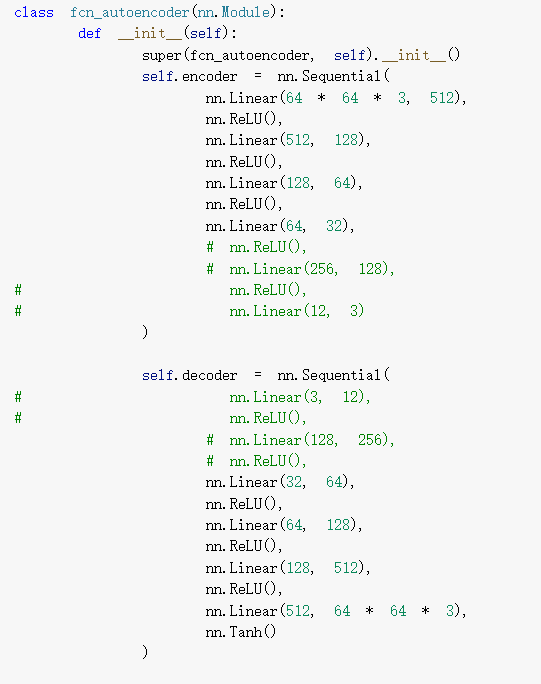 class fcn_autoencoder(nn.Module):
    def __init__(self):
        super(fcn_autoencoder, self).__init__()
        self.encoder = nn.Sequential(
            nn.Linear(64 * 64 * 3, 512),
            nn.ReLU(),
            nn.Linear(512, 128),
            nn.ReLU(),
            nn.Linear(128, 64),
            nn.ReLU(),
            nn.Linear(64, 32),
            # nn.ReLU(),
            # nn.Linear(256, 128),
#             nn.ReLU(),
#             nn.Linear(12, 3)
        )

        self.decoder = nn.Sequential(
#             nn.Linear(3, 12),
#             nn.ReLU(),
            # nn.Linear(128, 256),
            # nn.ReLU(),
            nn.Linear(32, 64),
            nn.ReLU(),
            nn.Linear(64, 128),
            nn.ReLU(),
            nn.Linear(128, 512),
            nn.ReLU(),
            nn.Linear(512, 64 * 64 * 3),
            nn.Tanh()
        )